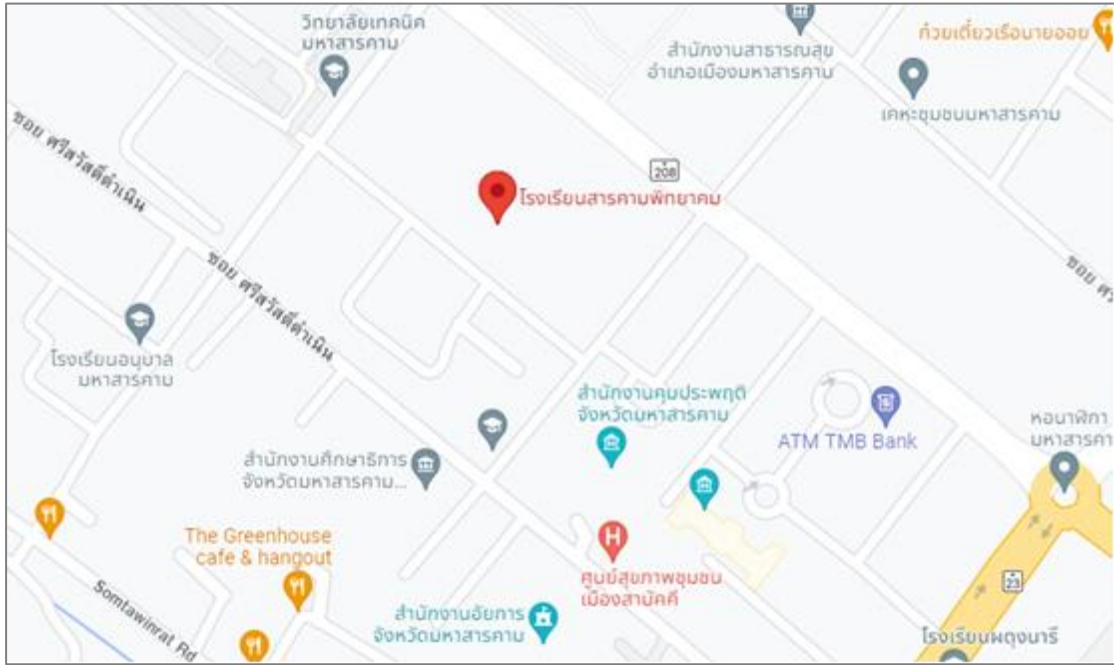 วิทยาลัยเทคนิค
มหาสารคาม
สำนักงานสาธารณสุข
อำเภอเมืองมหาสารคาม
ก๋วยเตี๋ยวเรือนายออย
เคหะชุมชนมหาสารคาม
ซอย ศรีสวัสดิ์ดำเนิน
208
โรงเรียนสารคามพิทยาคม
ซอย ศรีสวัสดิ์ดำเนิน
ซอย ศร
โรงเรียนอนุบาล
มหาสารคาม
สำนักงานคุมประพฤติ
จังหวัดมหาสารคาม
ATM TMB Bank
หอนาฬิกา
มหาสารคา
สำนักงานศึกษาธิการ
จังหวัดมหาสารคาม...
The Greenhouse
cafe & hangout
H
ศูนย์สุขภาพชุมชน
เมืองสามัคคี
23
Somtawinrat Rd
สำนักงานอัยการ
จังหวัดมหาสารคาม
โรงเรียนผดุงนารี